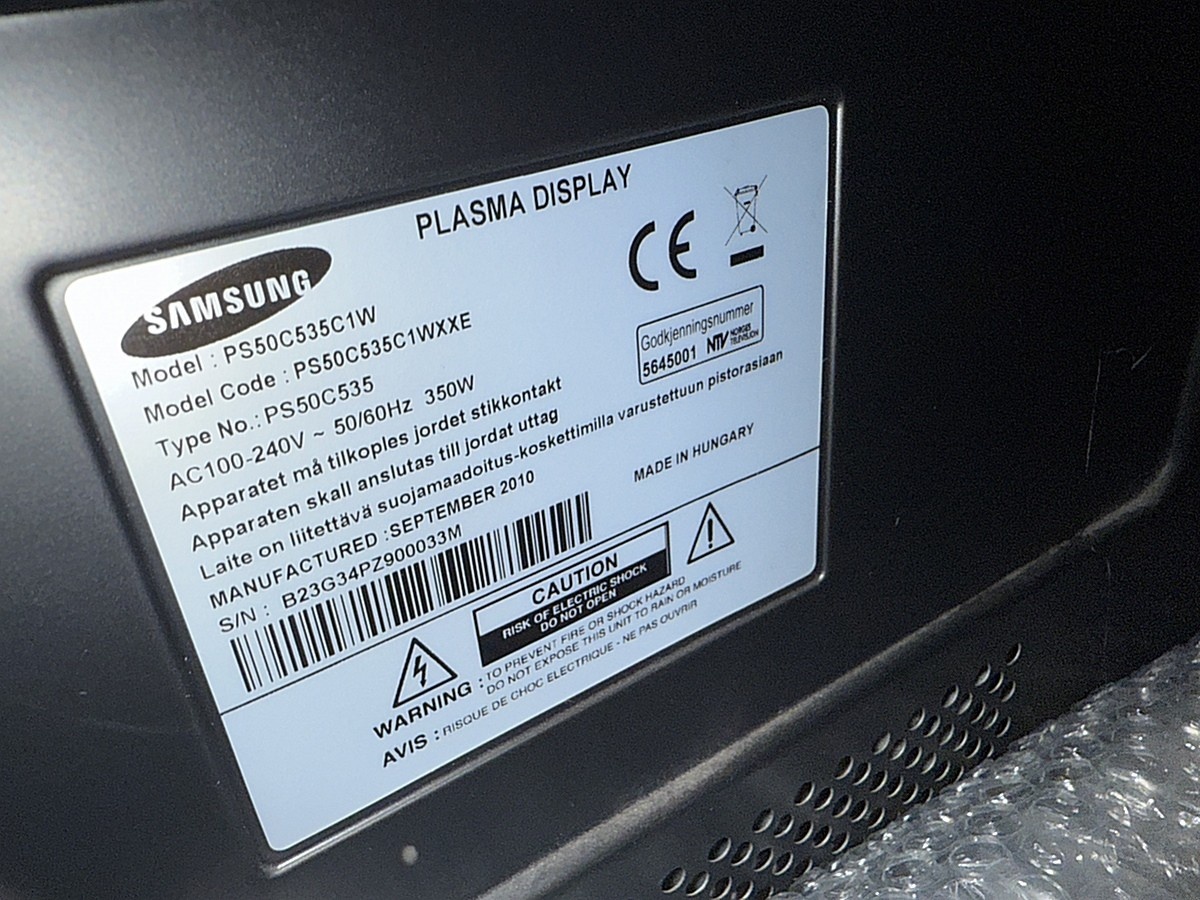 PLASMA DISPLAY
SAMSUNG
CE
Model : PS50C535C1W
Model Code : PS50C535C1WXXE
Type No.: PS50C535
AC100-240V ~ 50/60Hz 350W
Godkjenningsnummer
5645001 NTV NORGES TELEVISJON
Apparatet må tilkoples jordet stikkontakt
Apparaten skall anslutas till jordat uttag
Laite on liitettävä suojamaadoitus-koskettimilla varustettuun pistorasiaan
MANUFACTURED :SEPTEMBER 2010
MADE IN HUNGARY
S/N : B23G34PZ900033M
CAUTION
RISK OF ELECTRIC SHOCK
DO NOT OPEN
WARNING : TO PREVENT FIRE OR SHOCK HAZARD
DO NOT EXPOSE THIS UNIT TO RAIN OR MOISTURE
AVIS : RISQUE DE CHOC ELECTRIQUE - NE PAS OUVRIR